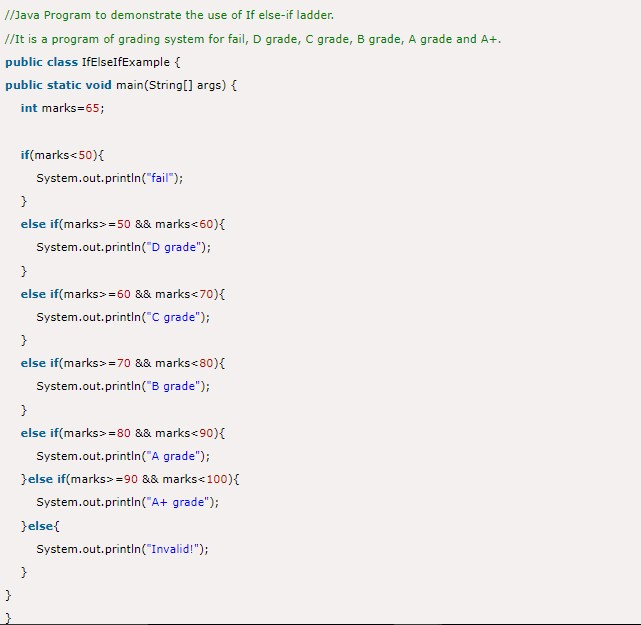 //Java Program to demonstrate the use of If else-if ladder.
//It is a program of grading system for fail, D grade, C grade, B grade, A grade and A+.
public class IfElseIfExample {
public static void main(String[] args) {
    int marks=65;

    if(marks<50){
        System.out.println("fail");
    }
    else if(marks>=50 && marks<60){
        System.out.println("D grade");
    }
    else if(marks>=60 && marks<70){
        System.out.println("C grade");
    }
    else if(marks>=70 && marks<80){
        System.out.println("B grade");
    }
    else if(marks>=80 && marks<90){
        System.out.println("A grade");
    }else if(marks>=90 && marks<100){
        System.out.println("A+ grade");
    }else{
        System.out.println("Invalid!");
    }
}
}